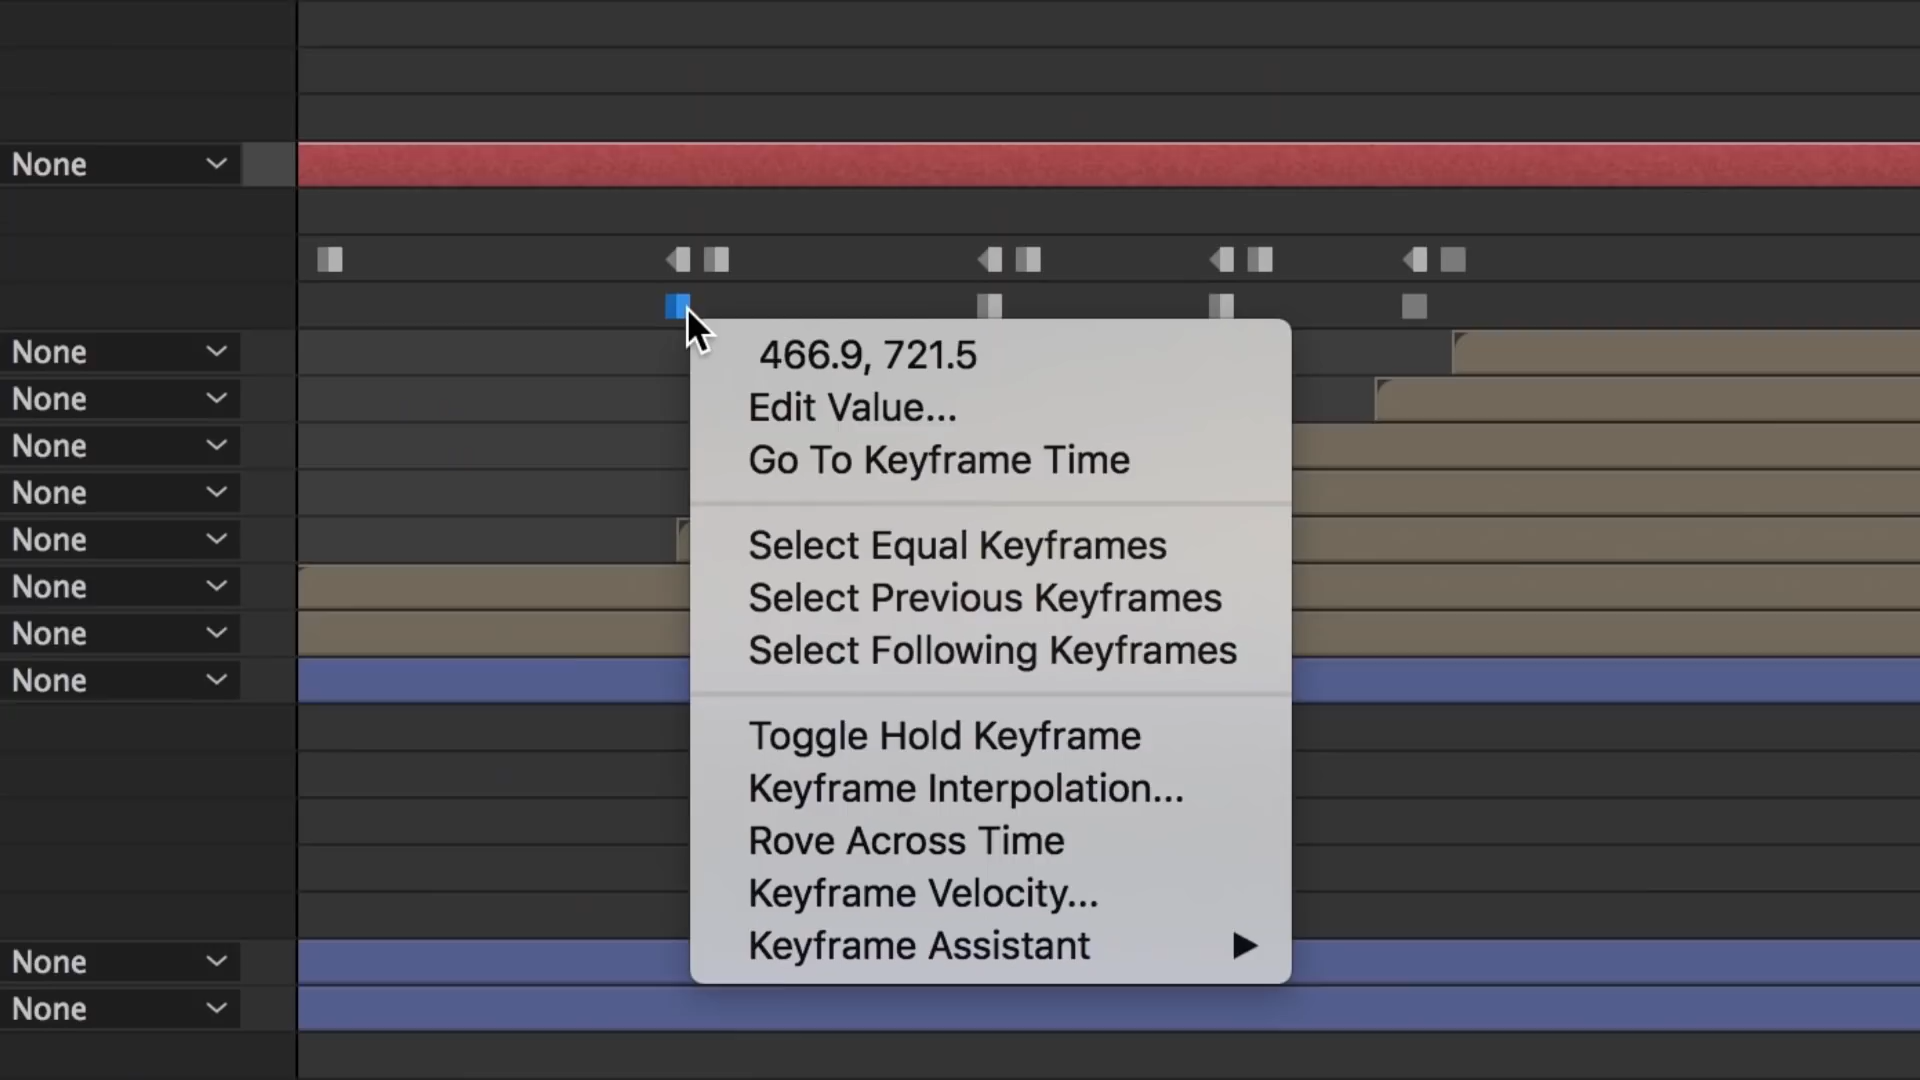 None
466.9, 721.5
None
Edit Value...
None
Go To Keyframe Time
None
None
Select Equal Keyframes
None
Select Previous Keyframes
None
None
Select Following Keyframes
None
Toggle Hold Keyframe
Keyframe Interpolation...
Rove Across Time
Keyframe Velocity...
Keyframe Assistant
None
None